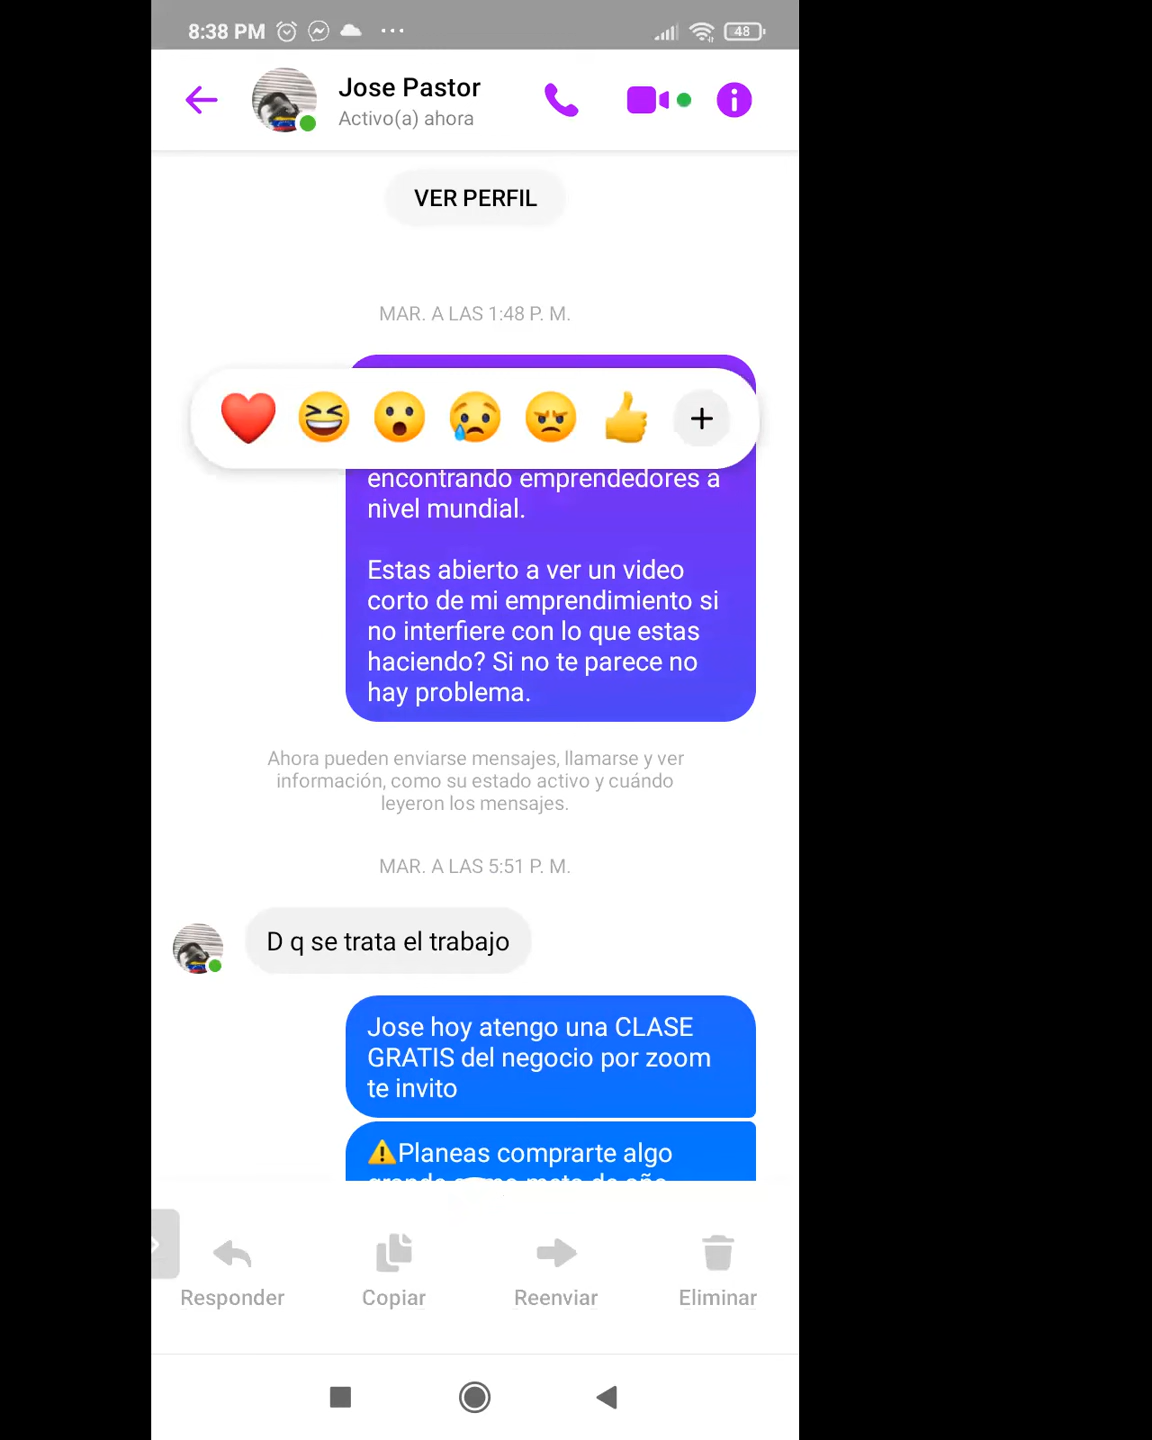 8:38 PM
48
Jose Pastor
Activo(a) ahora
VER PERFIL
MAR. A LAS 1:48 P. M.
encontrando emprendedores a
nivel mundial.
Estas abierto a ver un video
corto de mi emprendimiento si
no interfiere con lo que estas
haciendo? Si no te parece no
hay problema.
Ahora pueden enviarse mensajes, llamarse y ver
información, como su estado activo y cuándo
leyeron los mensajes.
MAR. A LAS 5:51 P. M.
D q se trata el trabajo
Jose hoy atengo una CLASE
GRATIS del negocio por zoom
te invito
⚠️Planeas comprarte algo
Responder
Copiar
Reenviar
Eliminar